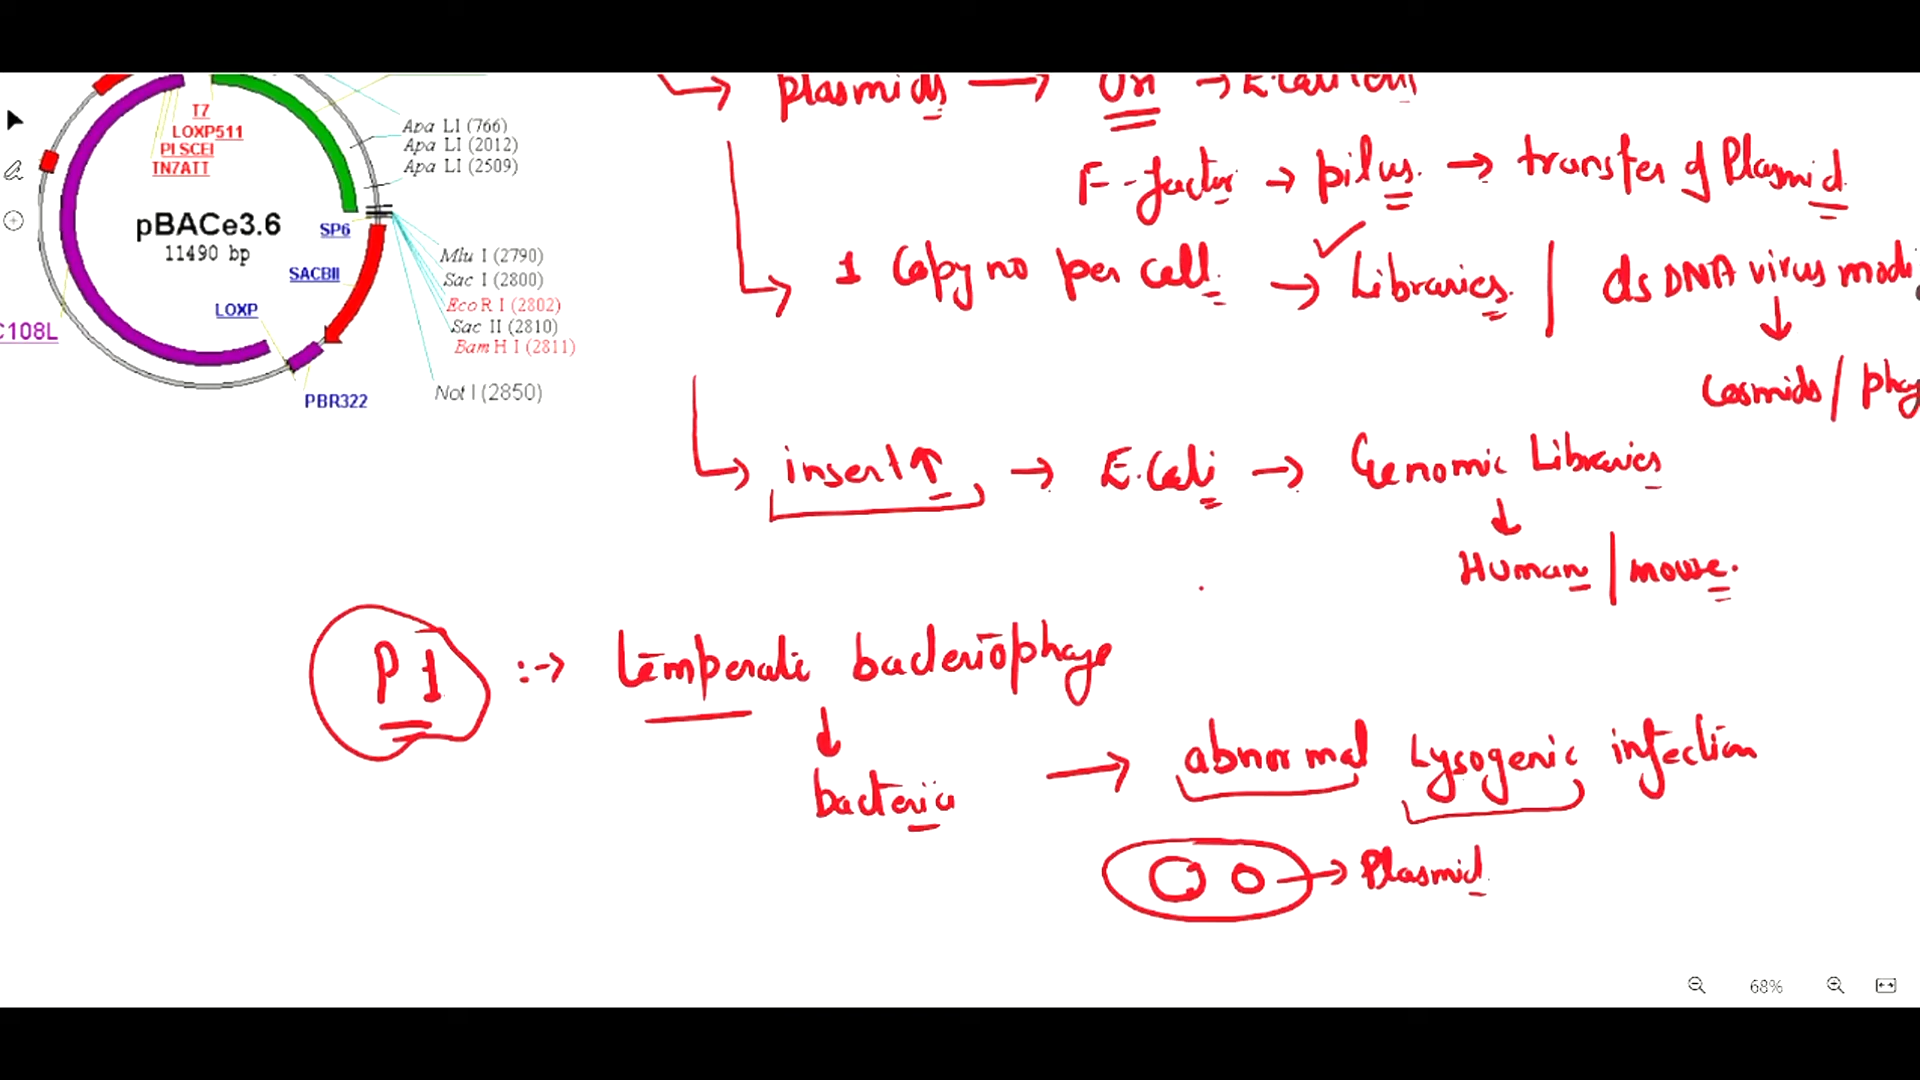 plasmids → Ori →
T7
LOXP511
PI SCEI
TN7ATT
pBACe3.6
11490 bp
SP6
SACBII
LOXP
C108L
PBR322
Apa LI (766)
Apa LI (2012)
Apa LI (2509)
Mlu I (2790)
Sac I (2800)
Eco R I (2802)
Sac II (2810)
Bam H I (2811)
Not I (2850)
F-factor → pilus → transfer of Plasmid
1 Copy no per cell → Libraries | ds DNA virus modi
Cosmids / phag
insert ↑ → E.Coli → Genomic Libraries
Human | mouse.
P1 :→ temperate bacteriophage
bacteria → abnormal Lysogenic infection
→ Plasmid
68%